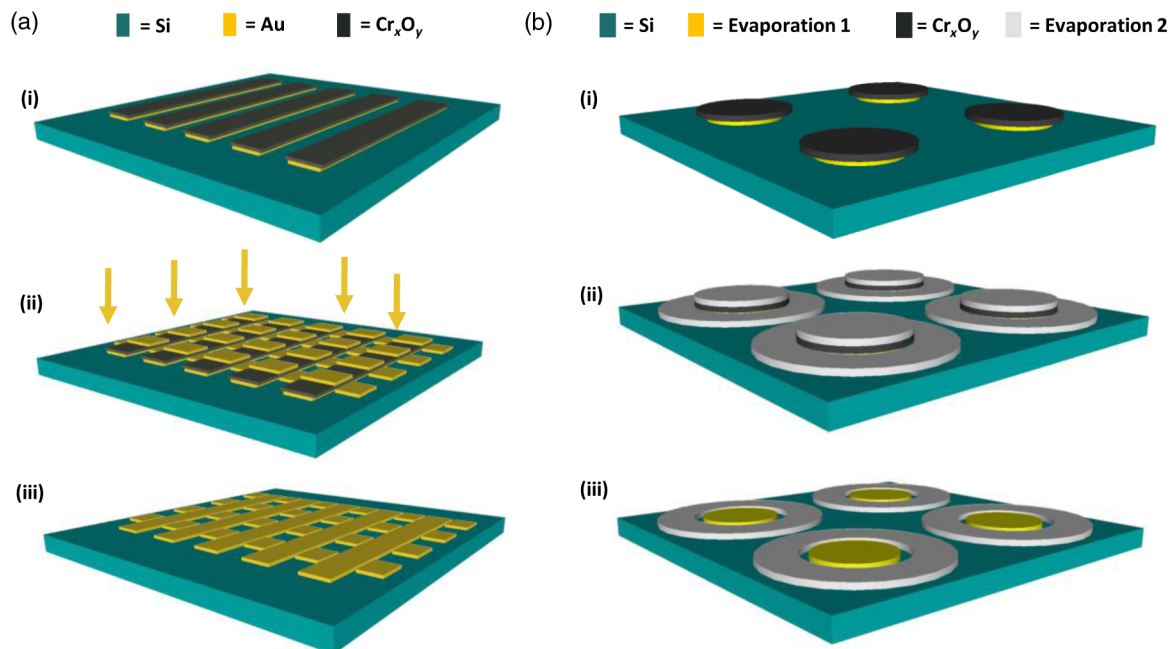 (a)
= Si = Au = CrxOy
(i)
(ii)
(iii)
(b)
= Si = Evaporation 1 = CrxOy = Evaporation 2
(i)
(ii)
(iii)